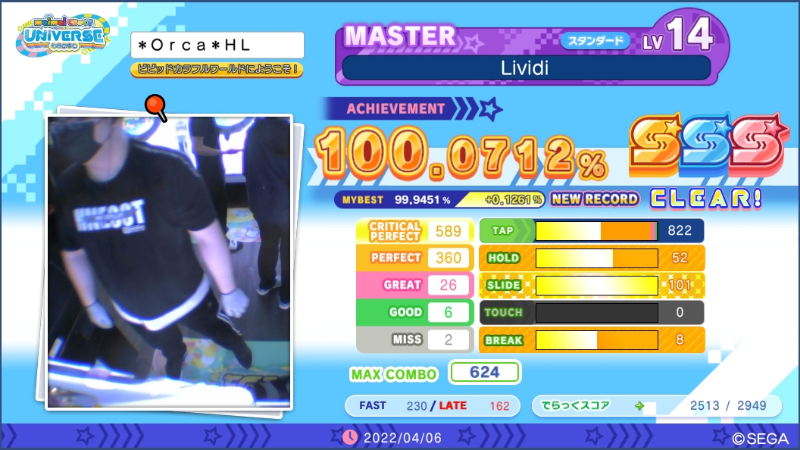 maimai でらっくす
UNiVERSE
*Orca*HL
ビビッドカラフルワールドにようこそ!
MASTER
スタンダード
LV 14
Lividi
ACHIEVEMENT
100.0712%
SSS
MYBEST 99.9451% +0.1261% NEW RECORD CLEAR!
CRITICAL PERFECT 589
PERFECT 360
GREAT 26
GOOD 6
MISS 2
TAP 822
HOLD 52
SLIDE 101
TOUCH 0
BREAK 8
MAX COMBO 624
FAST 230 / LATE 162
でらっくスコア 2513 / 2949
2022/04/06
©SEGA